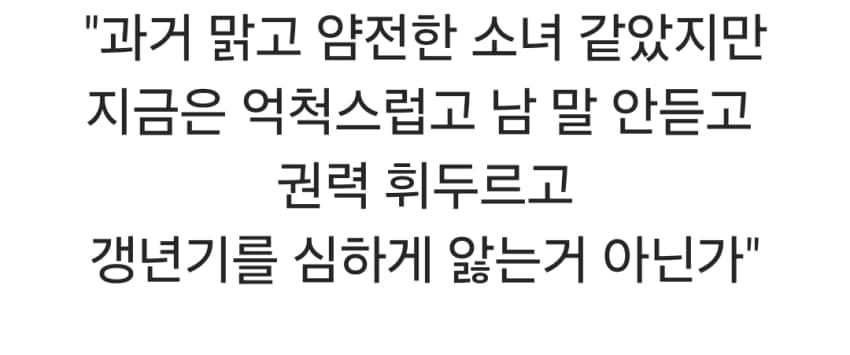 "과거 맑고 얌전한 소녀 같았지만
지금은 억척스럽고 남 말 안듣고
권력 휘두르고
갱년기를 심하게 앓는거 아닌가"